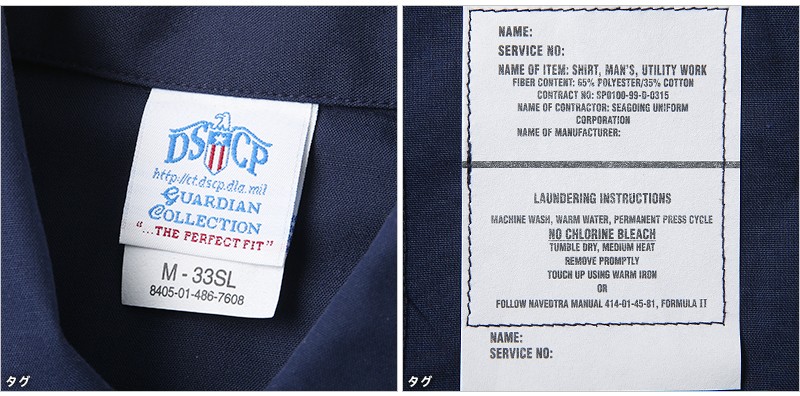 DSCP
http://ct.dscp.dla.mil
GUARDIAN
COLLECTION
"...THE PERFECT FIT"
M - 33SL
8405-01-486-7608
タグ
NAME:
SERVICE NO:
NAME OF ITEM: SHIRT, MAN'S, UTILITY WORK
FIBER CONTENT: 65% POLYESTER/35% COTTON
CONTRACT NO: SP0100-99-D-0315
NAME OF CONTRACTOR: SEAGOING UNIFORM
CORPORATION
NAME OF MANUFACTURER:
LAUNDERING INSTRUCTIONS
MACHINE WASH, WARM WATER, PERMANENT PRESS CYCLE
NO CHLORINE BLEACH
TUMBLE DRY, MEDIUM HEAT
REMOVE PROMPTLY
TOUCH UP USING WARM IRON
OR
FOLLOW NAVEDTRA MANUAL 414-01-45-81, FORMULA II
NAME:
SERVICE NO:
タグ